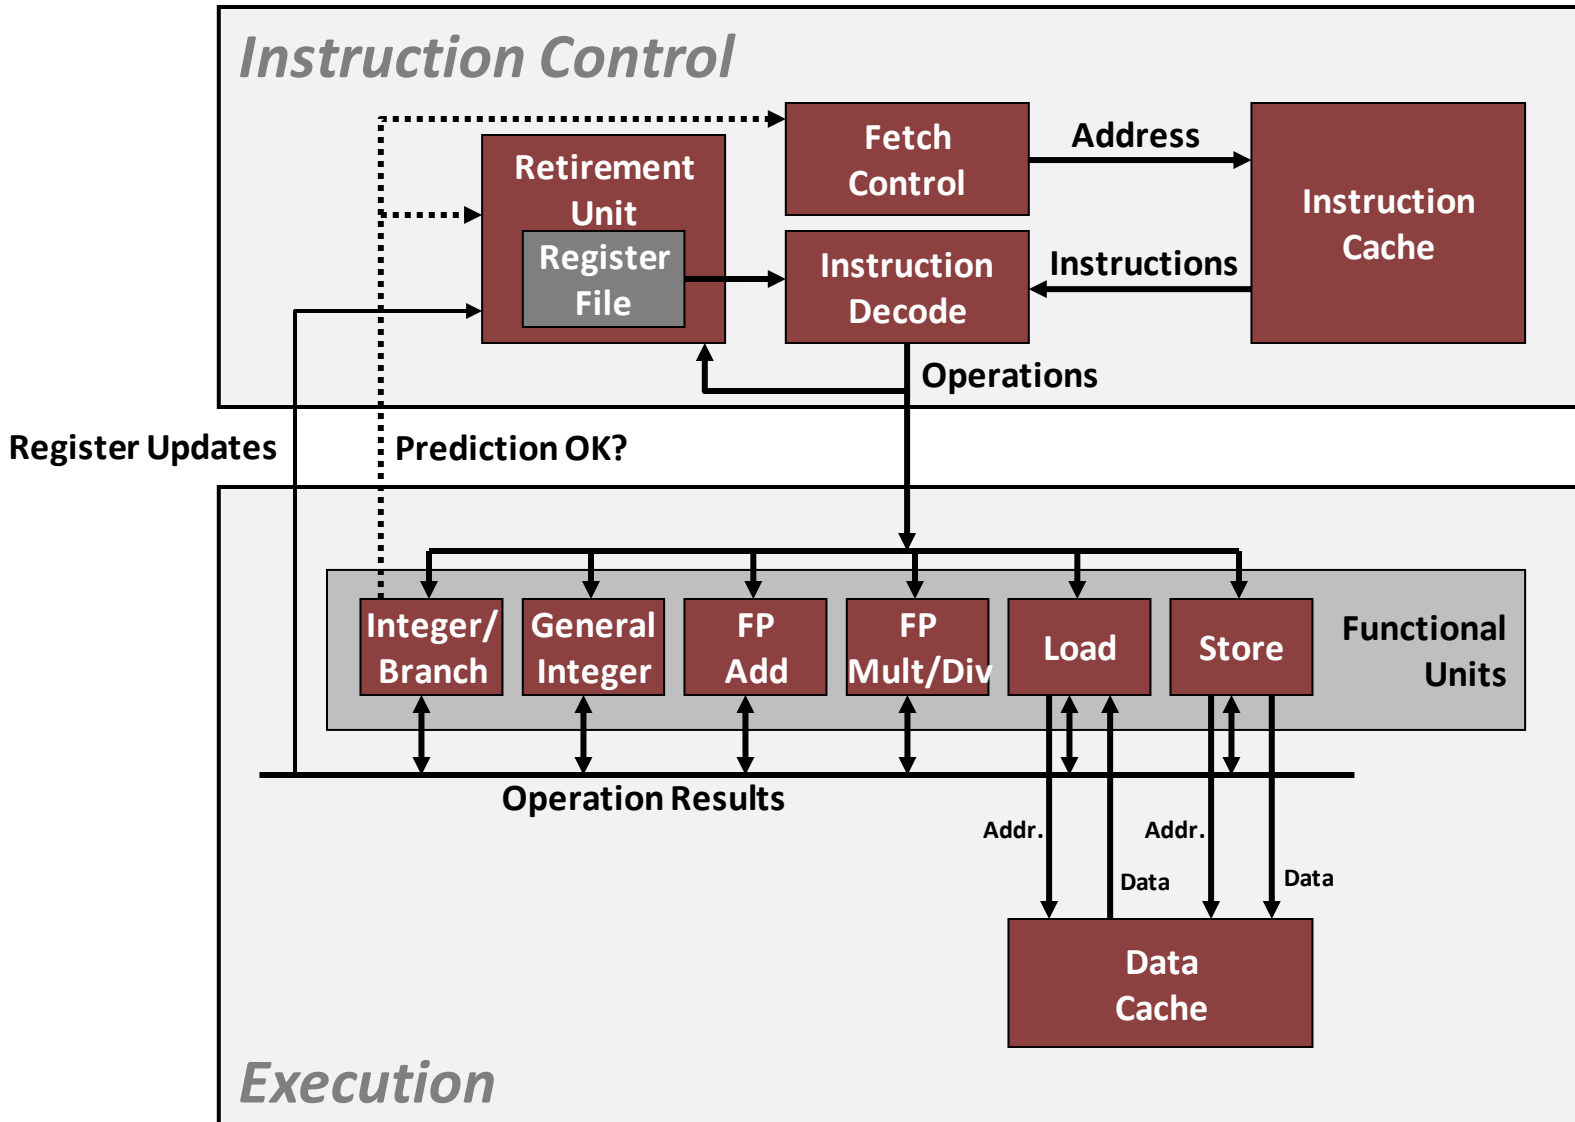 Instruction Control
Retirement
Unit
Register
File
Fetch
Control
Address
Instruction
Cache
Instruction
Decode
Instructions
Operations
Register Updates
Prediction OK?
Integer/
Branch
General
Integer
FP
Add
FP
Mult/Div
Load
Store
Functional
Units
Operation Results
Addr.
Data
Addr.
Data
Data
Cache
Execution